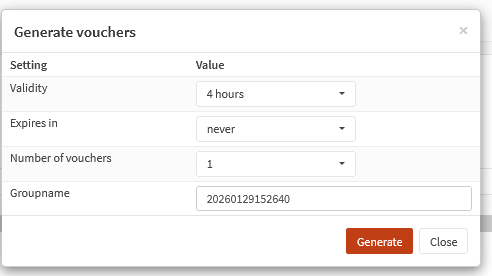 Generate vouchers ×
Setting Value
Validity 4 hours
Expires in never
Number of vouchers 1
Groupname 20260129152640
Generate Close